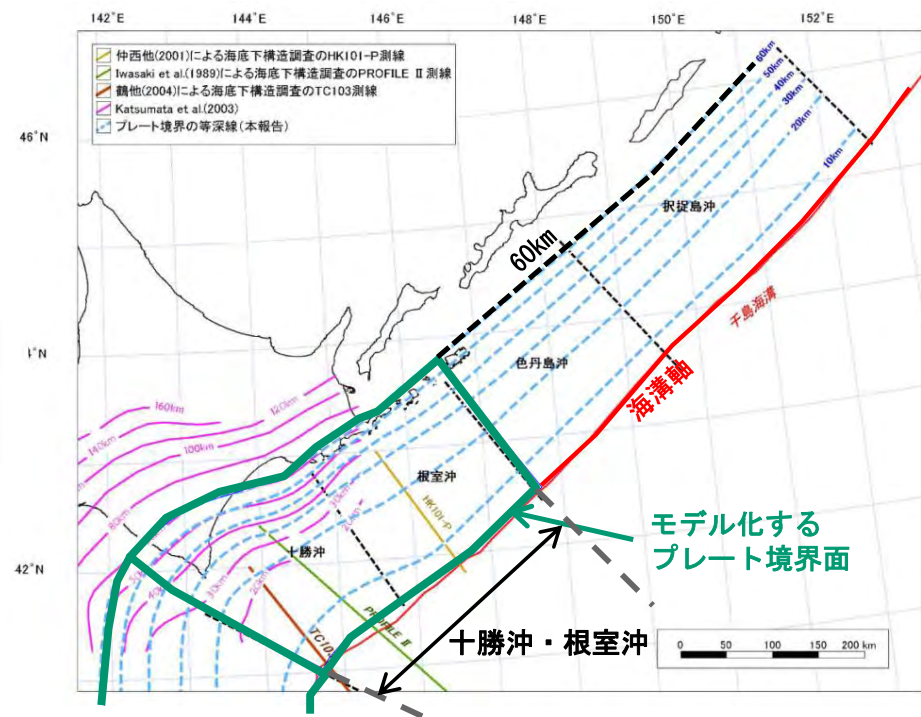 142°E
144°E
146°E
148°E
150°E
152°E
仲西他(2001)による海底下構造調査のHK101-P測線
Iwasaki et al.(1989)による海底下構造調査のPROFILE Ⅱ測線
鶴他(2004)による海底下構造調査のTC103測線
Katsumata et al.(2003)
プレート境界の等深線(本報告)
60km
50km
40km
30km
20km
10km
46°N
択捉島沖
60km
千島海溝
色丹島沖
海溝軸
160km
120km
140km
100km
80km
30km
20km
根室沖
HK101-P
モデル化する
プレート境界面
十勝沖
42°N
30km
20km
PROFILE Ⅱ
TC103
十勝沖・根室沖
0 50 100 150 200 km